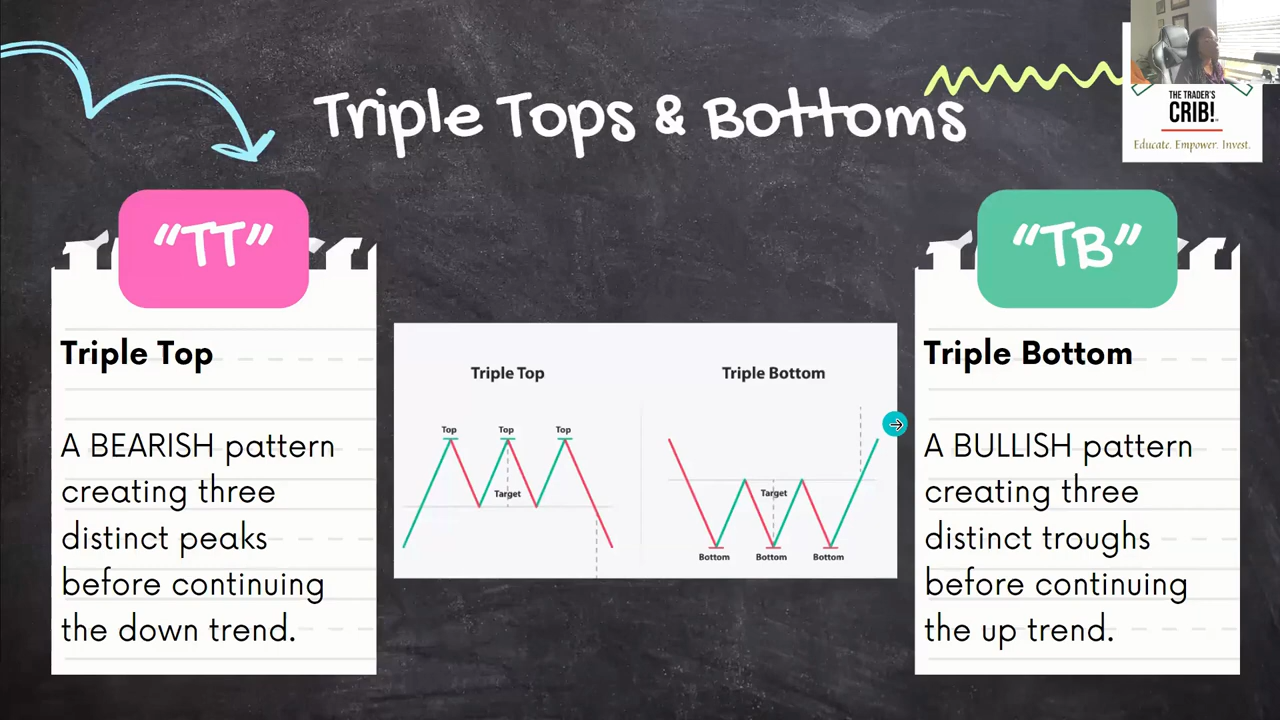 Triple Tops & Bottoms
THE TRADER'S
CRIB!
Educate. Empower. Invest.
"TT"
Triple Top
A BEARISH pattern
creating three
distinct peaks
before continuing
the down trend.
Triple Top
Top
Top
Top
Target
Triple Bottom
Target
Bottom
Bottom
Bottom
"TB"
Triple Bottom
A BULLISH pattern
creating three
distinct troughs
before continuing
the up trend.